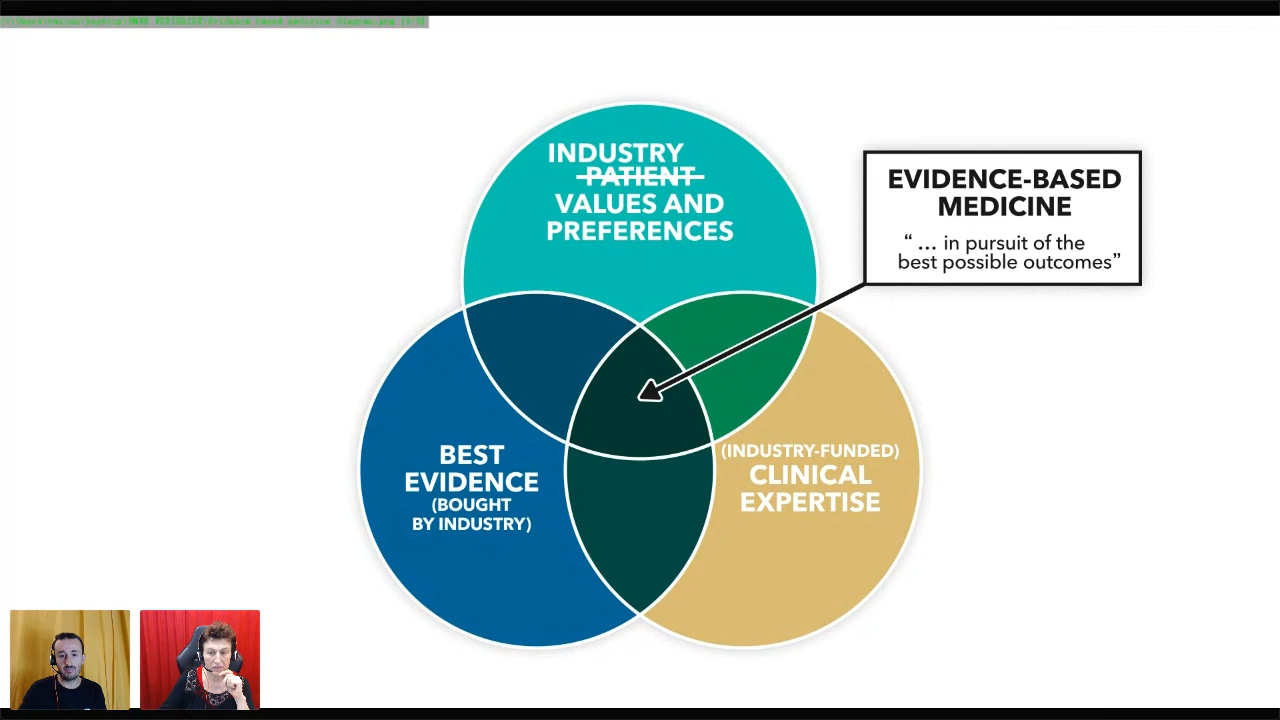 INDUSTRY
PATIENT
VALUES AND
PREFERENCES
EVIDENCE-BASED
MEDICINE
“ ... in pursuit of the
best possible outcomes”
BEST
EVIDENCE
(BOUGHT
BY INDUSTRY)
(INDUSTRY-FUNDED)
CLINICAL
EXPERTISE